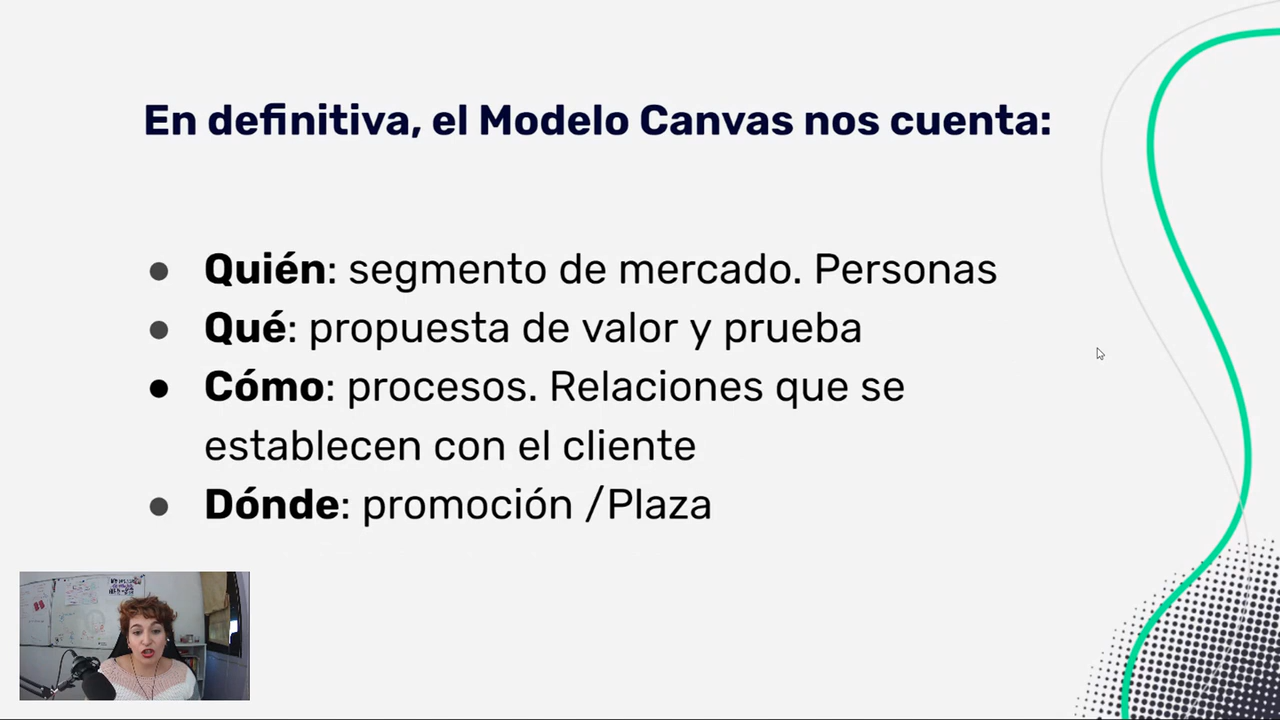 En definitiva, el Modelo Canvas nos cuenta:
● Quién: segmento de mercado. Personas
● Qué: propuesta de valor y prueba
● Cómo: procesos. Relaciones que se
establecen con el cliente
● Dónde: promoción /Plaza